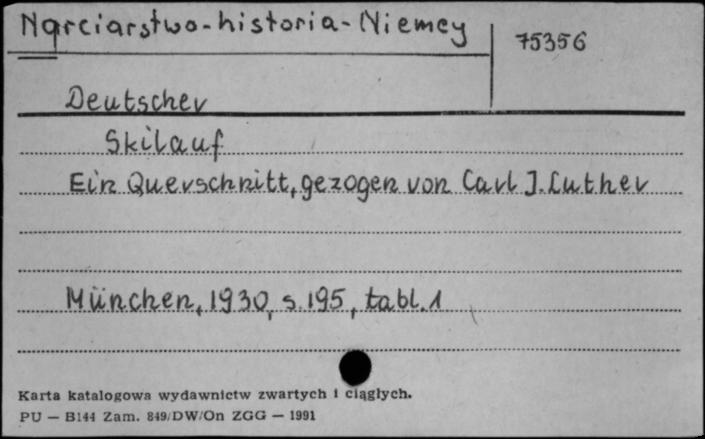 Narciarstwo-historia-Niemcy
75356
Deutscher
Skilauf
Ein Querschnitt, gezogen von Carl J. Luther
München, 1930, s. 195, tabl. 1
Karta katalogowa wydawnictw zwartych i ciągłych.
PU — B144 Zam. 849/DW/On ZGG — 1991